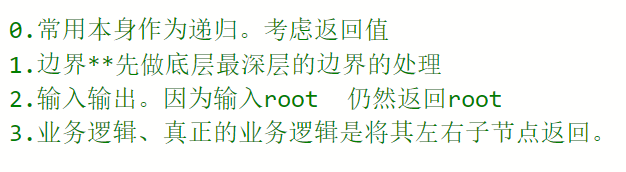 0.常用本身作为递归。考虑返回值
1.边界**先做底层最深层的边界的处理
2.输入输出。因为输入root  仍然返回root
3.业务逻辑、真正的业务逻辑是将其左右子节点返回。